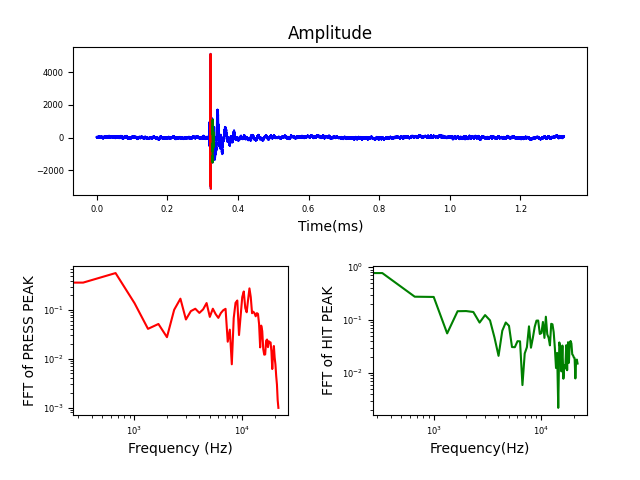 Amplitude
4000
2000
0
−2000
0.0 0.2 0.4 0.6 0.8 1.0 1.2
Time(ms)
FFT of PRESS PEAK
10⁻¹
10⁻²
10⁻³
10³ 10⁴
Frequency (Hz)
FFT of HIT PEAK
10⁰
10⁻¹
10⁻²
10³ 10⁴
Frequency(Hz)